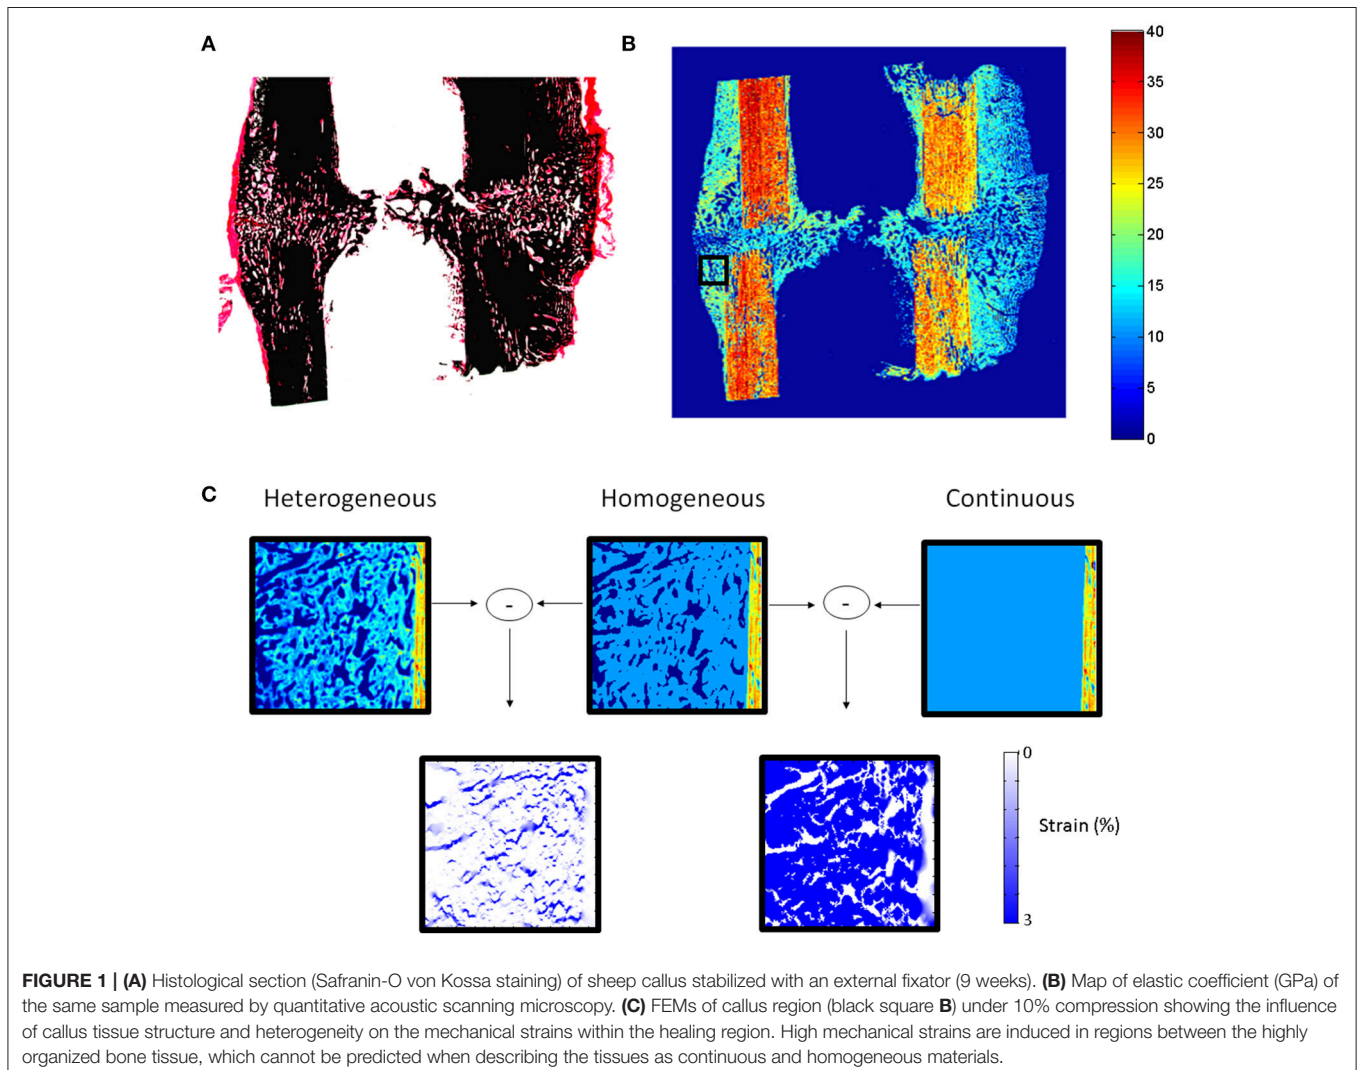 A
B
40
35
30
25
20
15
10
5
0
C
Heterogeneous
Homogeneous
Continuous
-
-
0
Strain (%)
3
FIGURE 1 | (A) Histological section (Safranin-O von Kossa staining) of sheep callus stabilized with an external fixator (9 weeks). (B) Map of elastic coefficient (GPa) of
the same sample measured by quantitative acoustic scanning microscopy. (C) FEMs of callus region (black square B) under 10% compression showing the influence
of callus tissue structure and heterogeneity on the mechanical strains within the healing region. High mechanical strains are induced in regions between the highly
organized bone tissue, which cannot be predicted when describing the tissues as continuous and homogeneous materials.